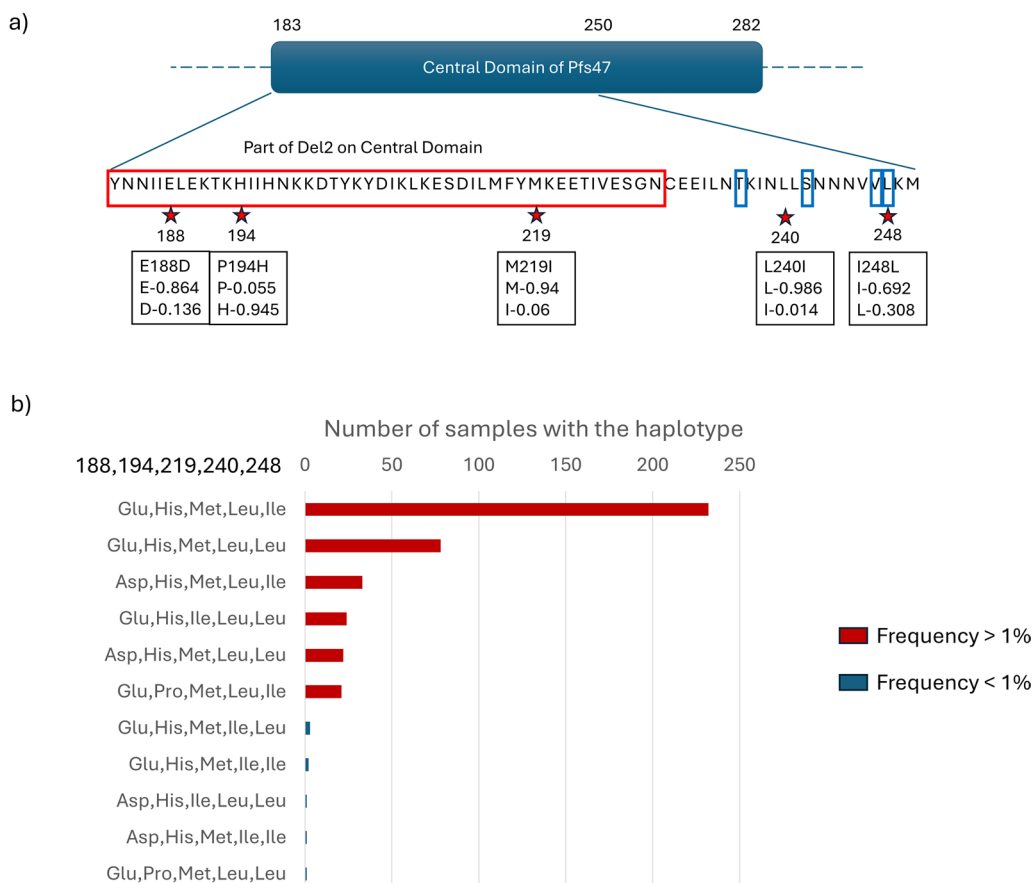 a)
183 250 282
Central Domain of Pfs47
Part of Del2 on Central Domain
YNNIIELEKTKHIIHNKKDTYKYDIKLKESDILMFYMKEETIVESGNCEEILNTKINLLSNNNVVLKM
188 194 219 240 248
E188D
E-0.864
D-0.136
P194H
P-0.055
H-0.945
M219I
M-0.94
I-0.06
L240I
L-0.986
I-0.014
I248L
I-0.692
L-0.308
b)
Number of samples with the haplotype
188,194,219,240,248 0 50 100 150 200 250
Glu,His,Met,Leu,Ile
Glu,His,Met,Leu,Leu
Asp,His,Met,Leu,Ile
Glu,His,Ile,Leu,Leu
Asp,His,Met,Leu,Leu
Glu,Pro,Met,Leu,Ile
Glu,His,Met,Ile,Leu
Glu,His,Met,Ile,Ile
Asp,His,Ile,Leu,Leu
Asp,His,Met,Ile,Ile
Glu,Pro,Met,Leu,Leu
Frequency > 1%
Frequency < 1%